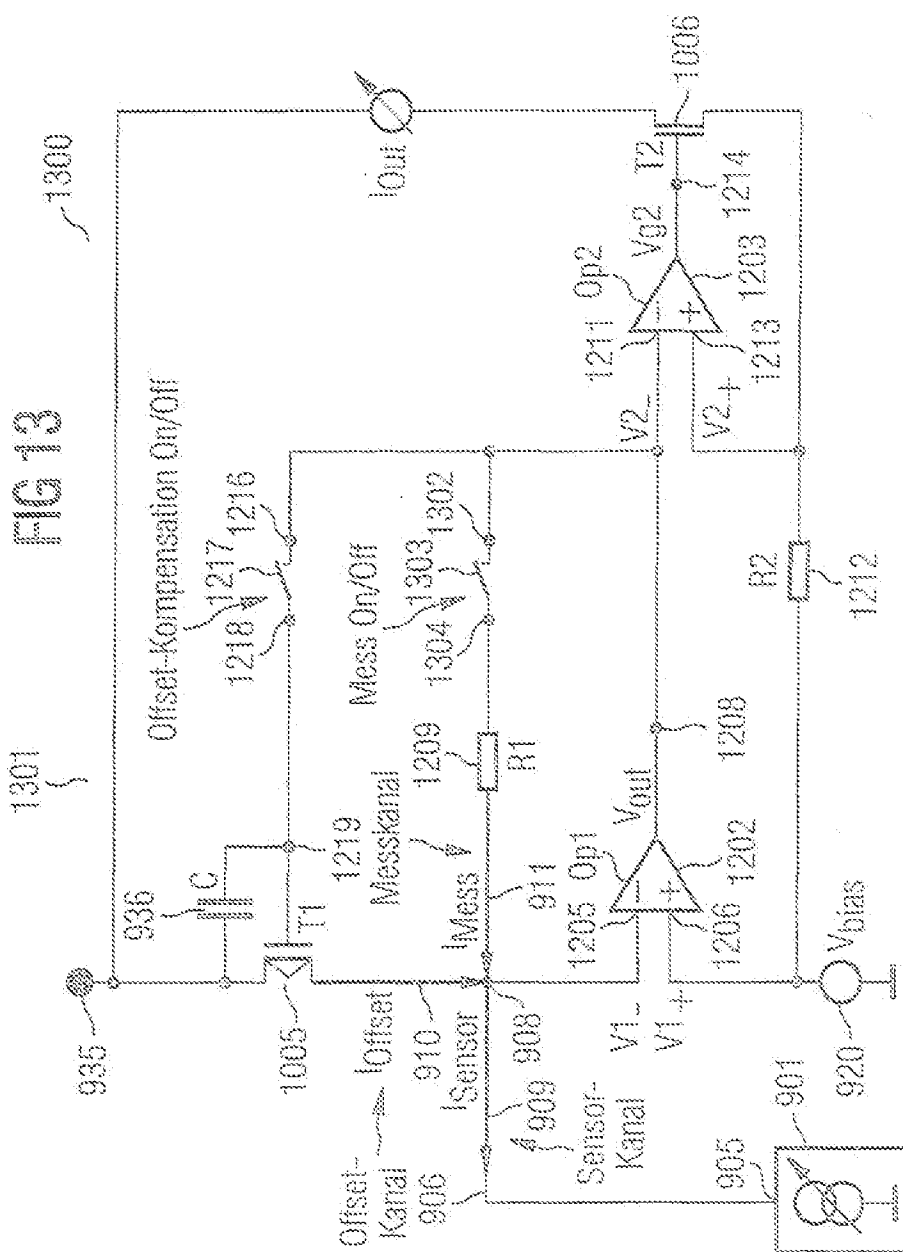 FIG 13
1300
1301
935
936
C
1005
T1
1219
1218
1217
1216
Offset-Kompensation On/Off
IOut
Offset-
Kanal
IOffset
910
ISensor
908
906
909
Sensor-
Kanal
905
901
IMess
911
Messkanal
1209
R1
Mess On/Off
1304
1303
1302
V1_
V1+
1205
1206
Op1
1202
Vout
1208
920
Vbias
R2
1212
V2_
V2+
1211
1213
Op2
1203
Vg2
1214
T2
1006